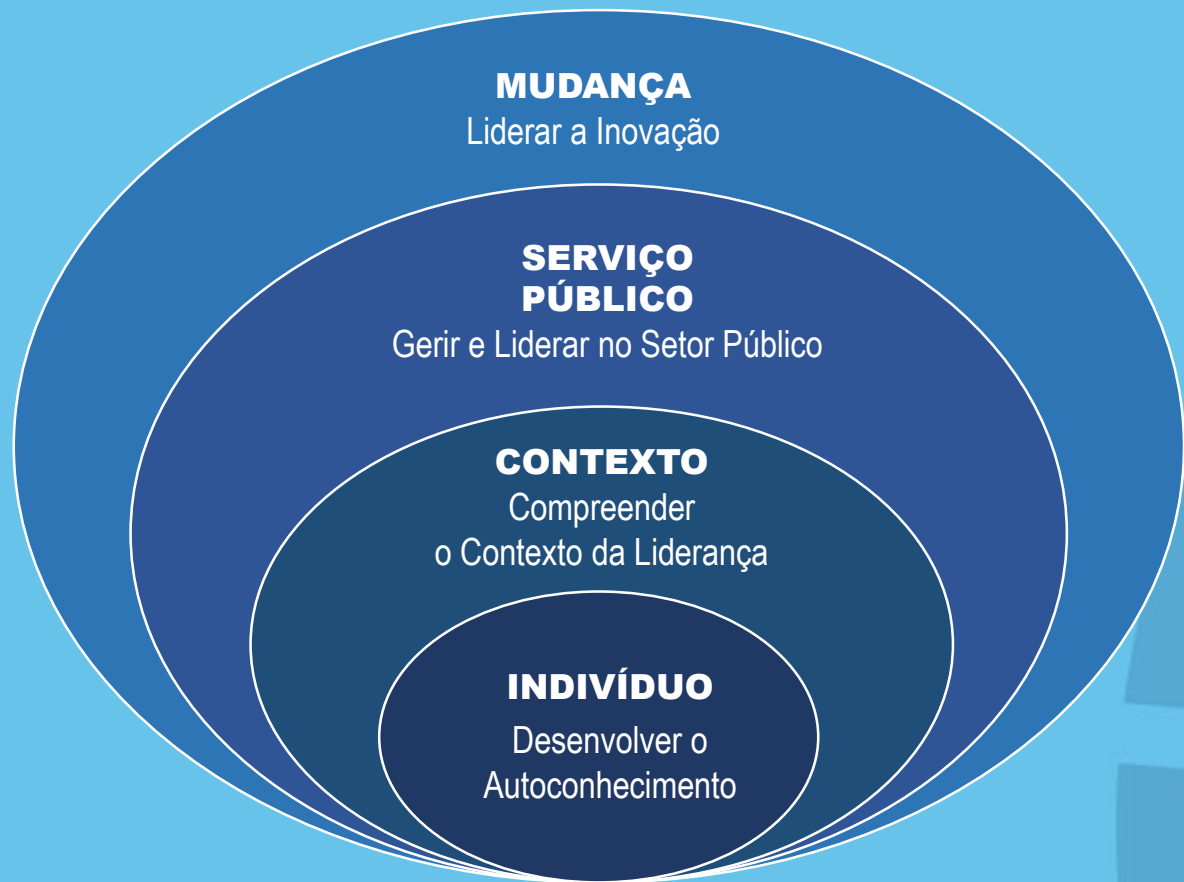 MUDANÇA
Liderar a Inovação
SERVIÇO
PÚBLICO
Gerir e Liderar no Setor Público
CONTEXTO
Compreender
o Contexto da Liderança
INDIVÍDUO
Desenvolver o
Autoconhecimento